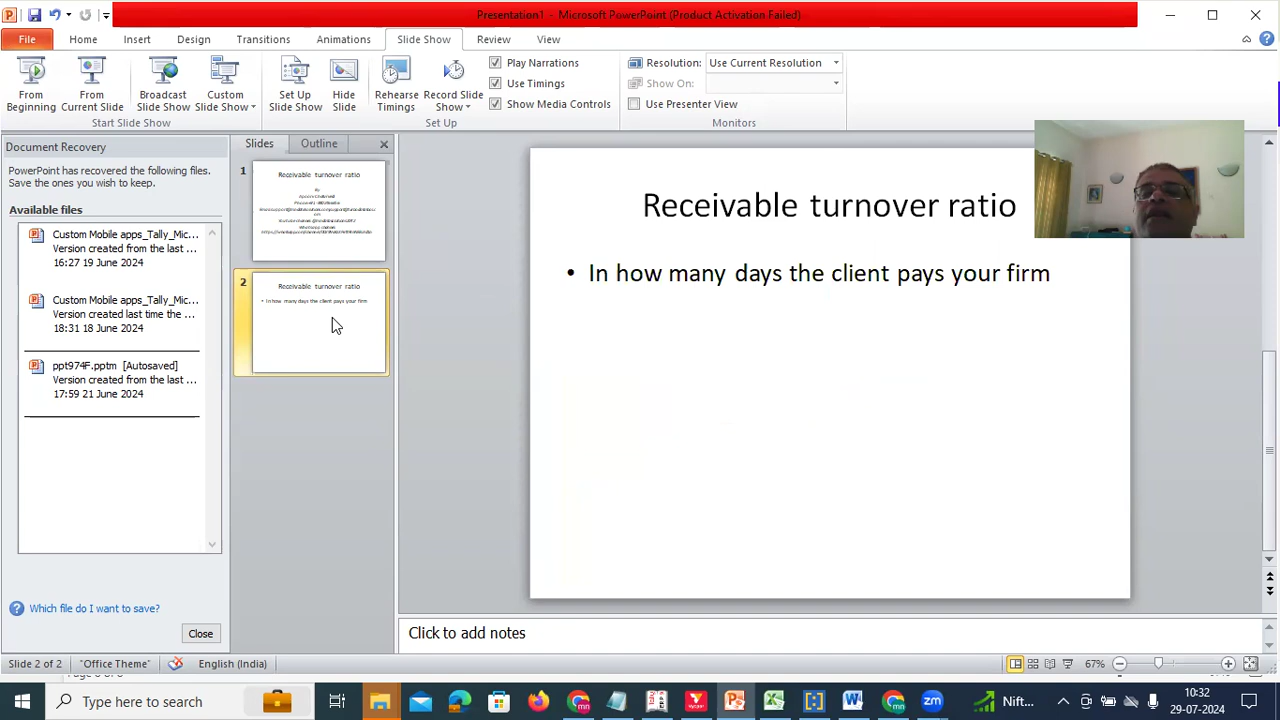 Presentation1 - Microsoft PowerPoint (Product Activation Failed)
File Home Insert Design Transitions Animations Slide Show Review View
From Beginning
From Current Slide
Broadcast Slide Show
Custom Slide Show
Set Up Slide Show
Hide Slide
Rehearse Timings
Record Slide Show
Play Narrations
Use Timings
Show Media Controls
Resolution: Use Current Resolution
Show On:
Use Presenter View
Start Slide Show
Set Up
Monitors
Document Recovery
PowerPoint has recovered the following files.
Save the ones you wish to keep.
Available files
Custom Mobile apps_Tally_Mic...
Version created from the last ...
16:27 19 June 2024
Custom Mobile apps_Tally_Mic...
Version created last time the ...
18:31 18 June 2024
ppt974F.pptm [Autosaved]
Version created from the last ...
17:59 21 June 2024
Which file do I want to save?
Close
Slides Outline
1
Receivable turnover ratio
By
2
Receivable turnover ratio
• In how many days the client pays your firm
Receivable turnover ratio
• In how many days the client pays your firm
Click to add notes
Slide 2 of 2 "Office Theme" English (India) 67%
Type here to search
Nift...
10:32
29-07-2024